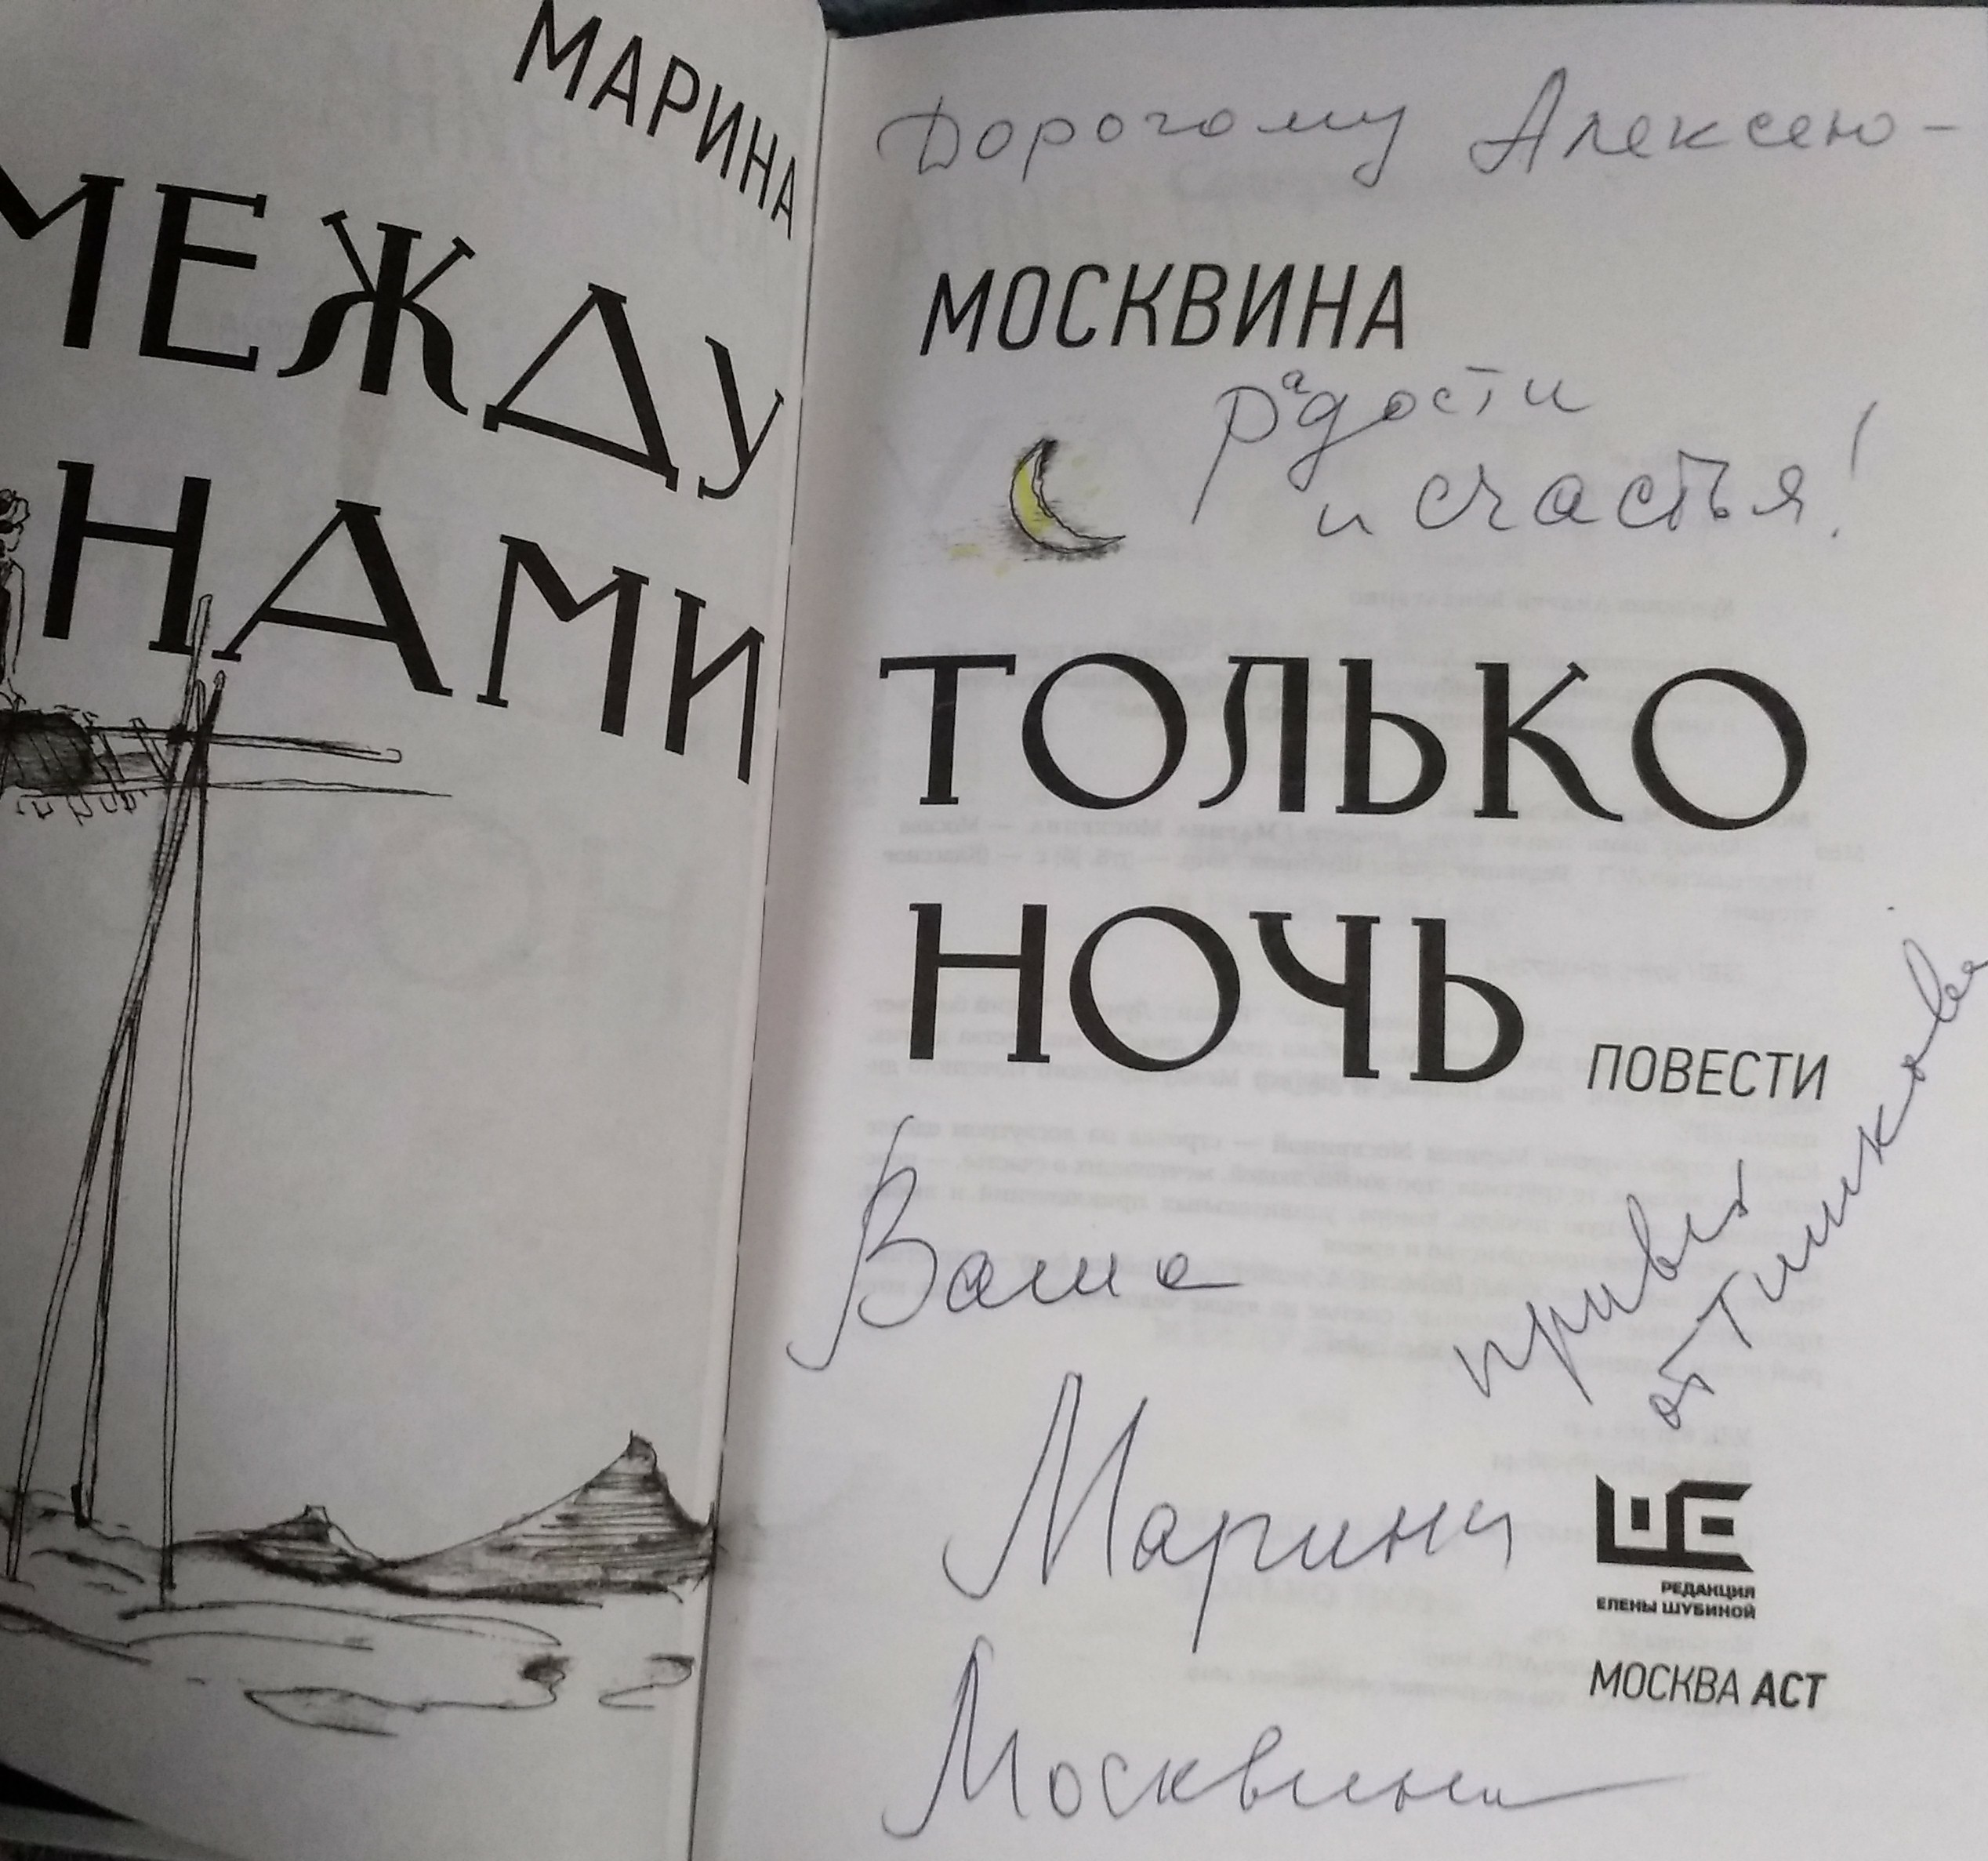 МАРИНА
МЕЖДУ
НАМИ
Дорогому Алексею -
МОСКВИНА
радости
и счастья!
ТОЛЬКО
НОЧЬ
ПОВЕСТИ
Ваша
Марина
Москвина
привет
от Тишкова
РЕДАКЦИЯ
ЕЛЕНЫ ШУБИНОЙ
МОСКВА АСТ